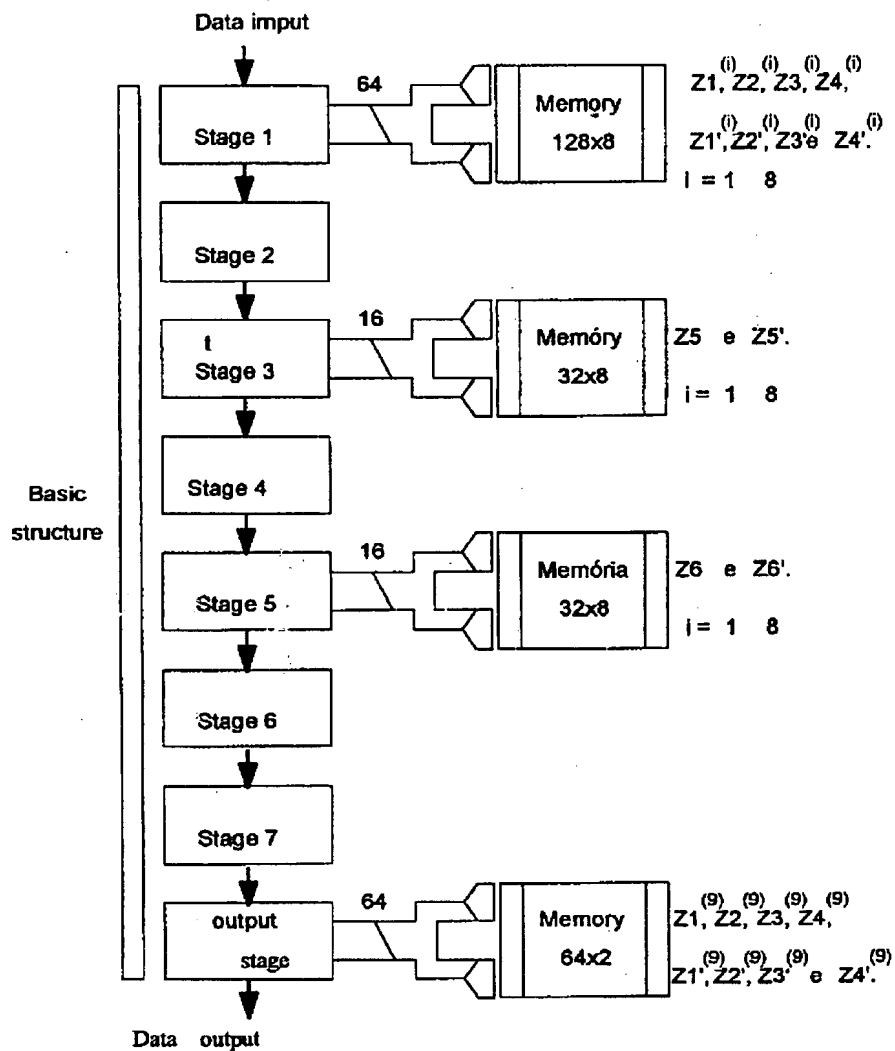 Data imput
64
Stage 1
Memory
128x8
Z1,(i) Z2,(i) Z3,(i) Z4,(i)
Z1',(i) Z2',(i) Z3'(i) e Z4'.(i)
i = 1 8
Stage 2
16
t
Stage 3
Memóry
32x8
Z5 e Z5'.
i = 1 8
Stage 4
Basic
structure
16
Stage 5
Memória
32x8
Z6 e Z6'.
i = 1 8
Stage 6
Stage 7
64
output
stage
Memory
64x2
Z1,(9) Z2,(9) Z3,(9) Z4,(9)
Z1',(9) Z2',(9) Z3'(9) e Z4'.(9)
Data output